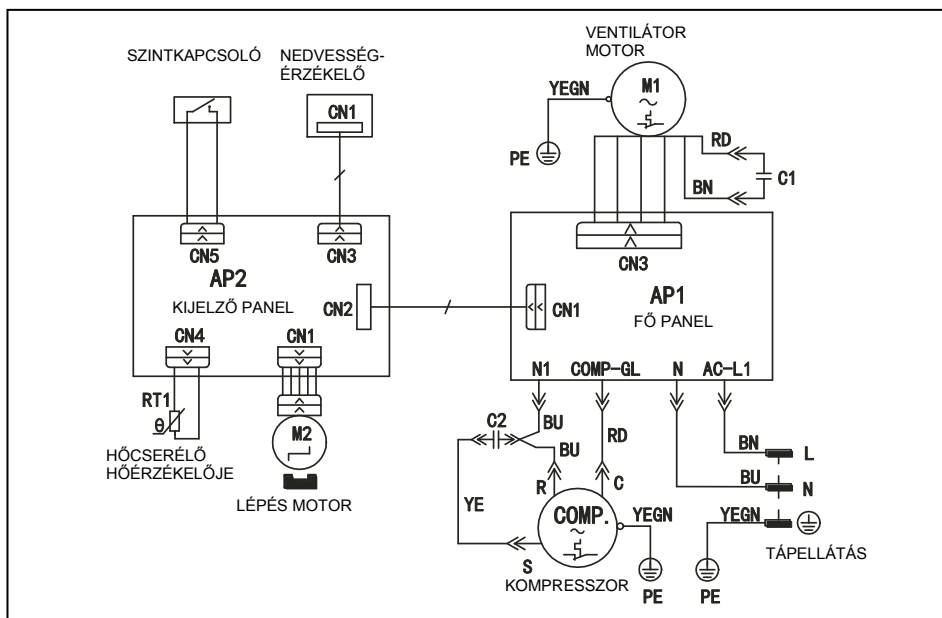 SZINTKAPCSOLÓ
NEDVESSÉG-
ÉRZÉKELŐ
VENTILÁTOR
MOTOR
CN1
YEGN
M1
RD
PE
BN
C1
CN5
CN3
CN3
AP2
KIJELZŐ PANEL
CN2
CN1
AP1
FŐ PANEL
CN4
CN1
N1
COMP-GL
N
AC-L1
RT1
θ
M2
C2
BU
BU
RD
BN
L
HŐCSERÉLŐ
HŐÉRZÉKELŐJE
R
C
BU
N
LÉPÉS MOTOR
YE
COMP.
YEGN
YEGN
TÁPELLÁTÁS
S
KOMPRESSZOR
PE
PE